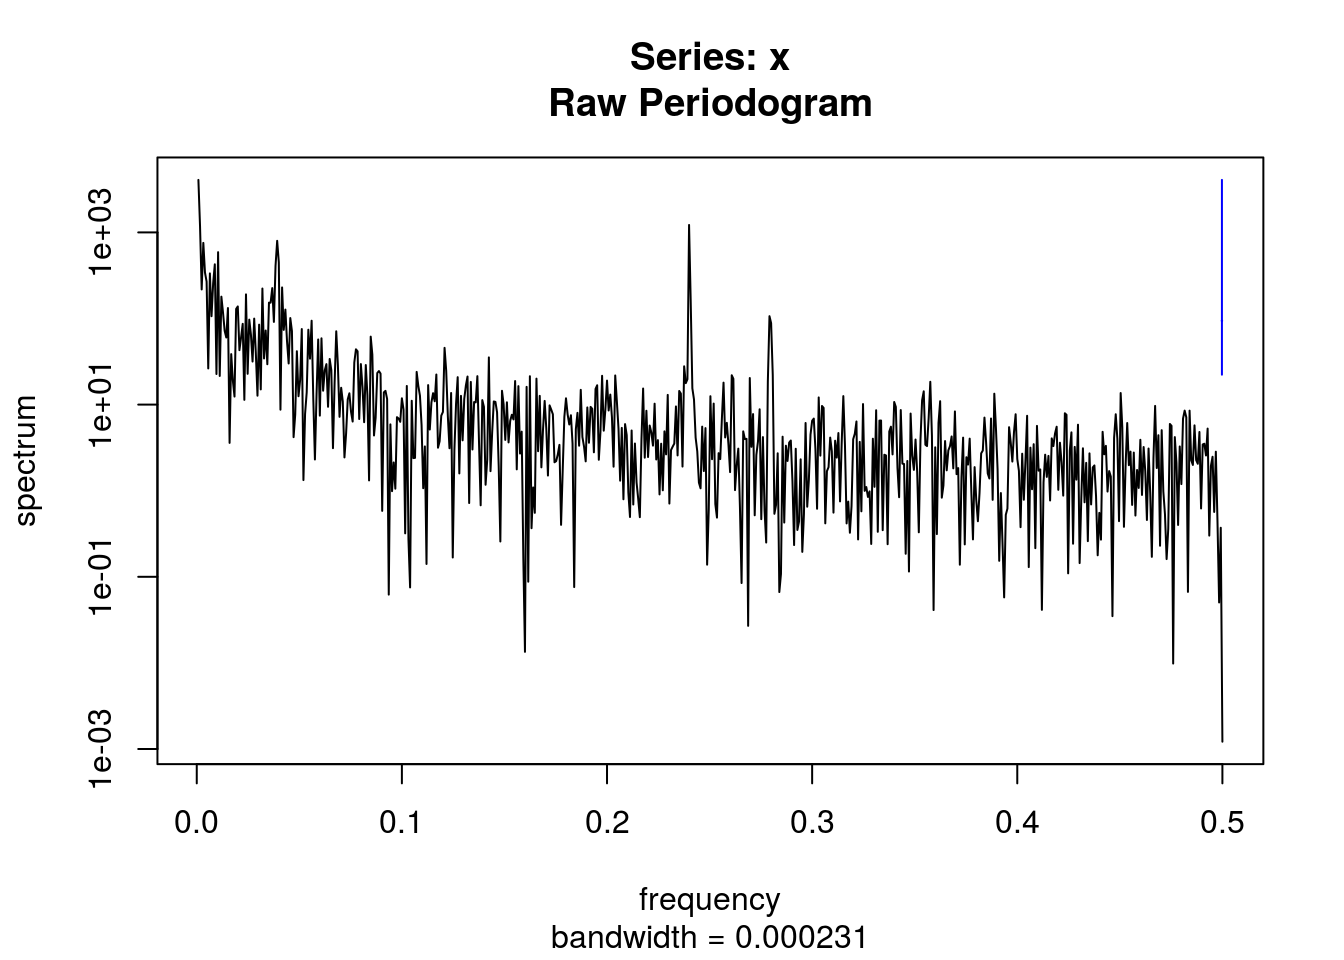 Series: x
Raw Periodogram
spectrum
1e+03
1e+01
1e-01
1e-03
0.0 0.1 0.2 0.3 0.4 0.5
frequency
bandwidth = 0.000231